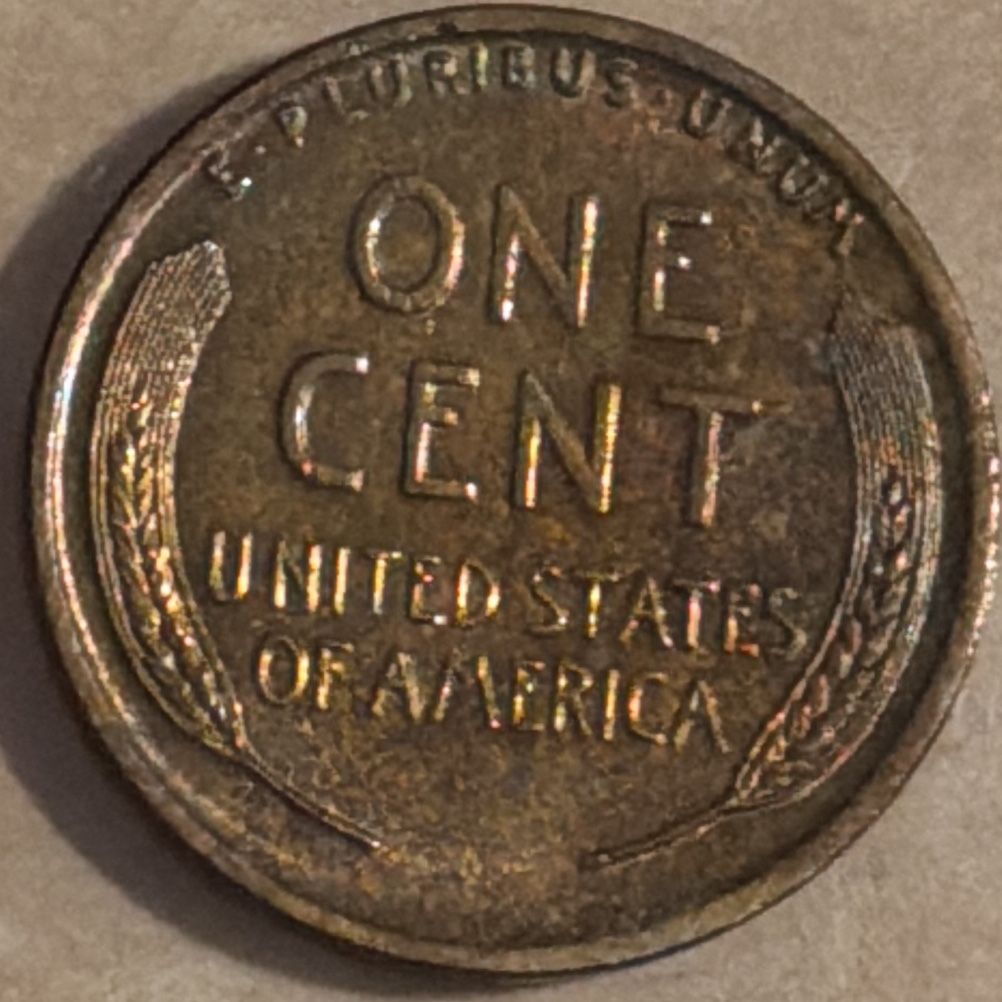 E·PLURIBUS·UNUM
ONE
CENT
UNITED STATES
OF AMERICA